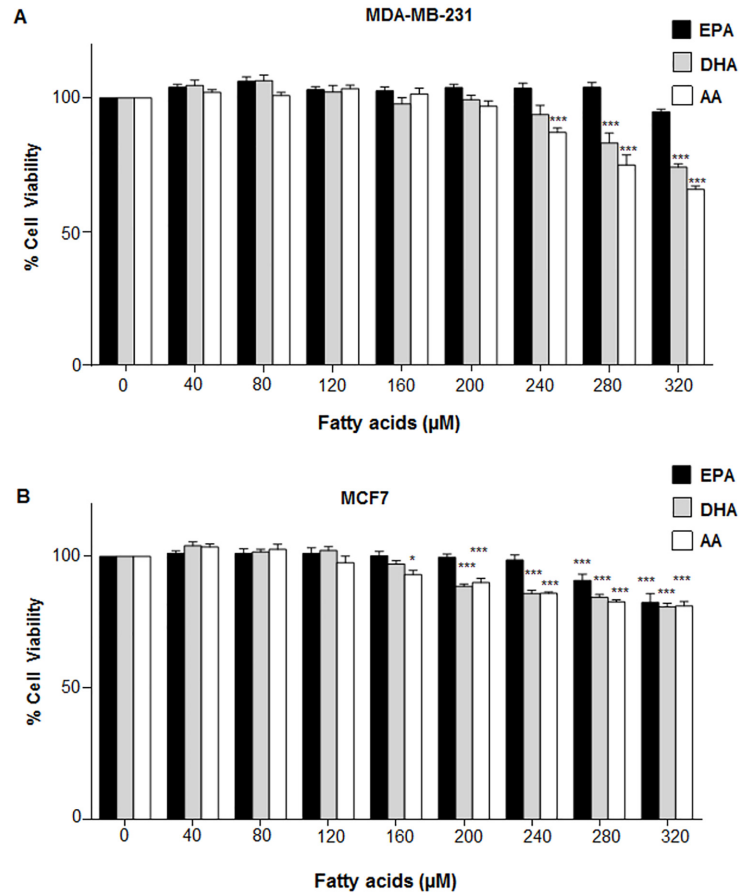 A
MDA-MB-231
EPA
DHA
AA
% Cell Viability
100
50
0
***
***
***
***
***
0 40 80 120 160 200 240 280 320
Fatty acids (µM)
B
MCF7
EPA
DHA
AA
% Cell Viability
100
50
0
*
*** ***
*** ***
*** *** ***
*** *** ***
0 40 80 120 160 200 240 280 320
Fatty acids (µM)